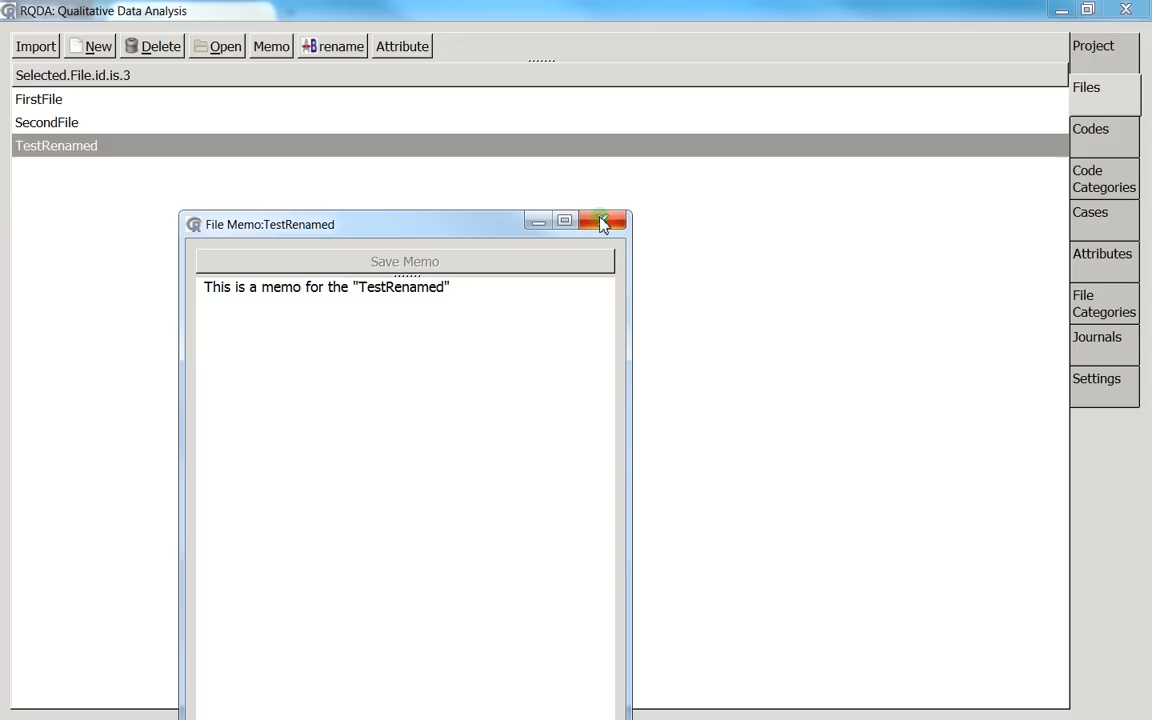 RQDA: Qualitative Data Analysis
Import New Delete Open Memo rename Attribute
Selected.File.id.is.3
FirstFile
SecondFile
TestRenamed
File Memo:TestRenamed
Save Memo
This is a memo for the "TestRenamed"
Project
Files
Codes
Code
Categories
Cases
Attributes
File
Categories
Journals
Settings